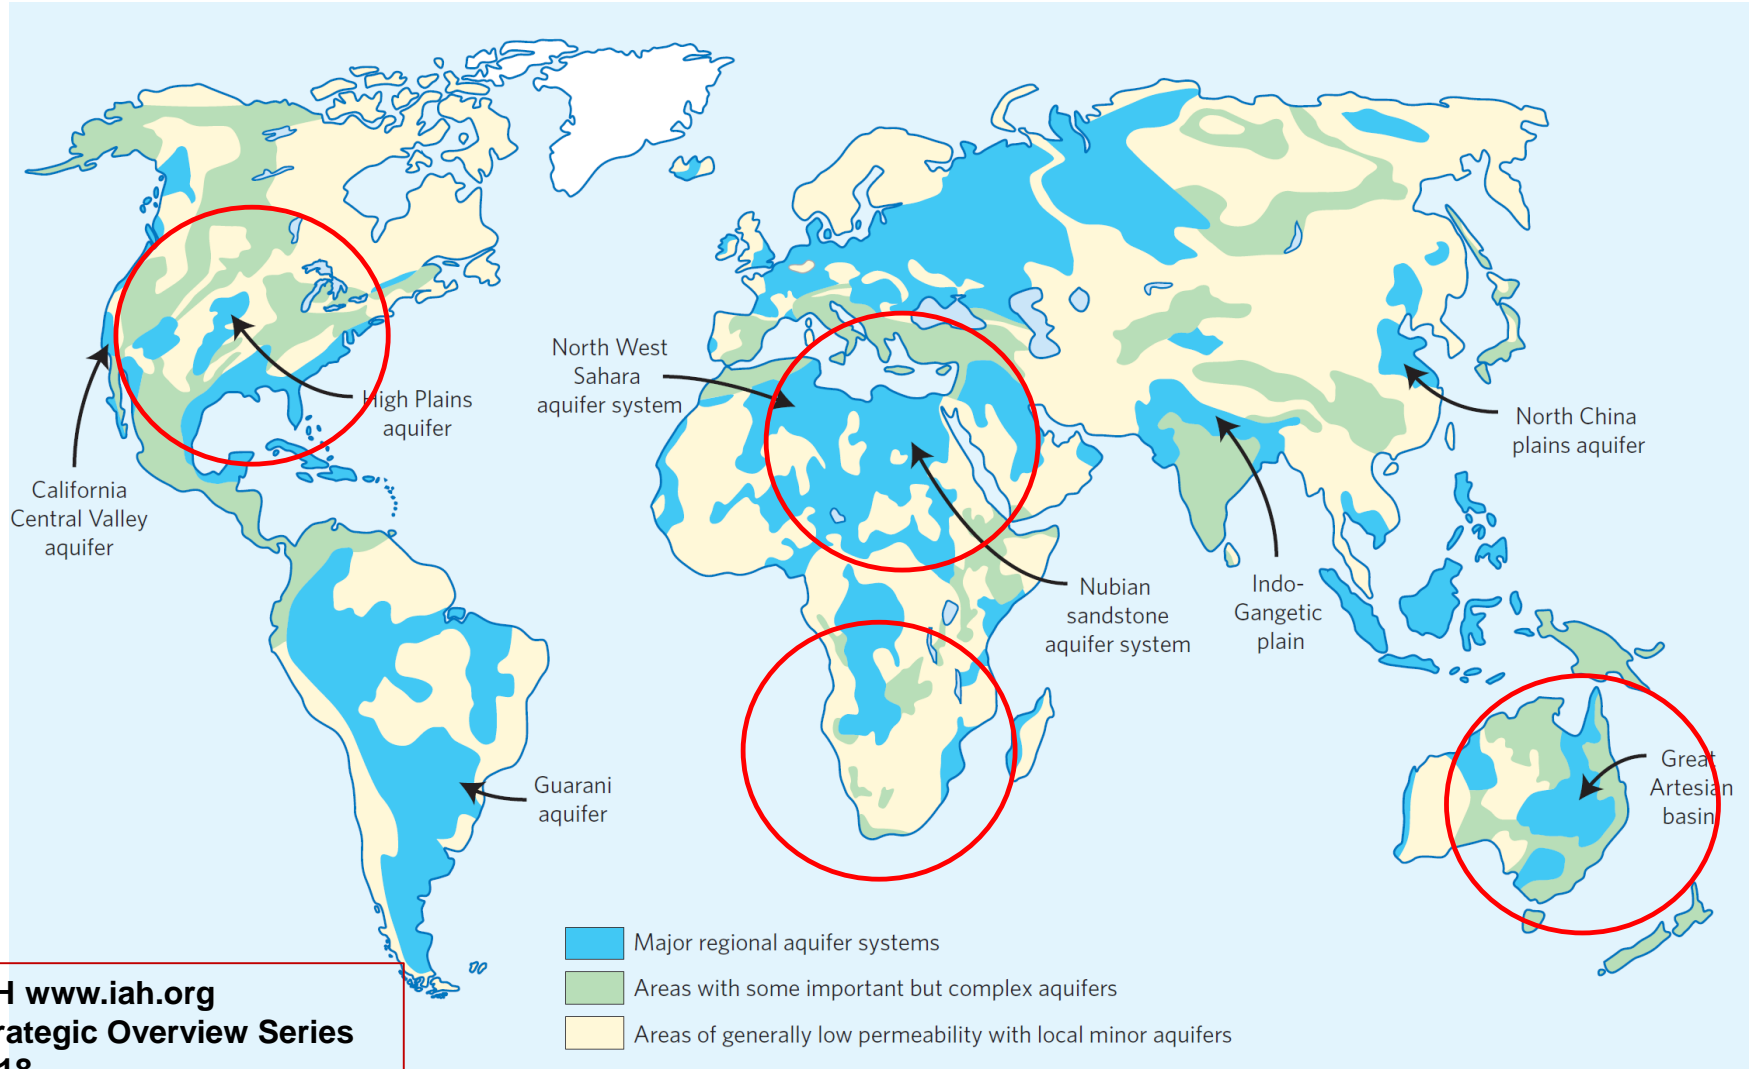 North West
Sahara
aquifer system
High Plains
aquifer
North China
plains aquifer
California
Central Valley
aquifer
Nubian
sandstone
aquifer system
Indo-
Gangetic
plain
Guarani
aquifer
Great
Artesian
basin
Major regional aquifer systems
Areas with some important but complex aquifers
Areas of generally low permeability with local minor aquifers
H www.iah.org
rategic Overview Series
18